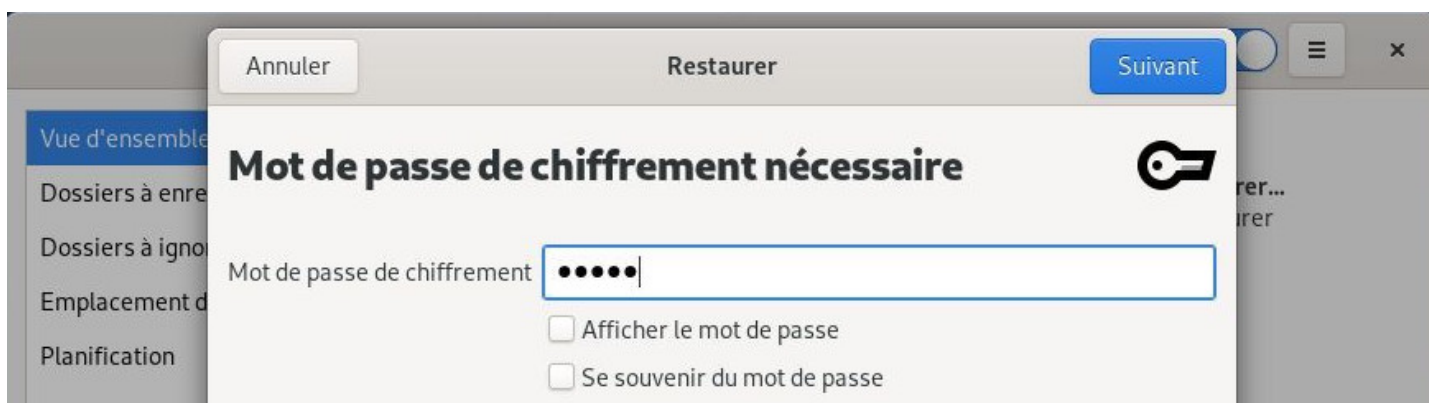 Annuler Restaurer Suivant
Vue d'ensemble
Mot de passe de chiffrement nécessaire
Dossiers à enre
rer...
urer
Dossiers à ignor
Mot de passe de chiffrement •••••
Emplacement d
Afficher le mot de passe
Planification
Se souvenir du mot de passe